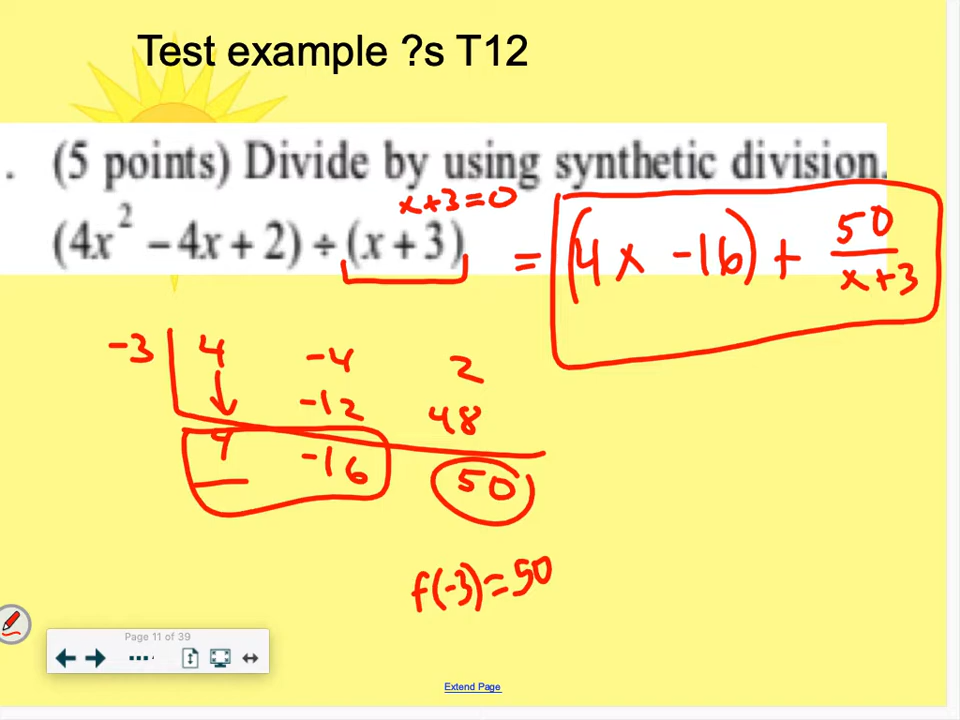 Test example ?s T12
. (5 points) Divide by using synthetic division.
x+3=0
(4x² − 4x + 2) ÷ (x + 3) = (4x -16) + 50/x+3
-3 4 -4 2
-12 48
4 -16 50
f(-3)=50
Page 11 of 39
Extend Page